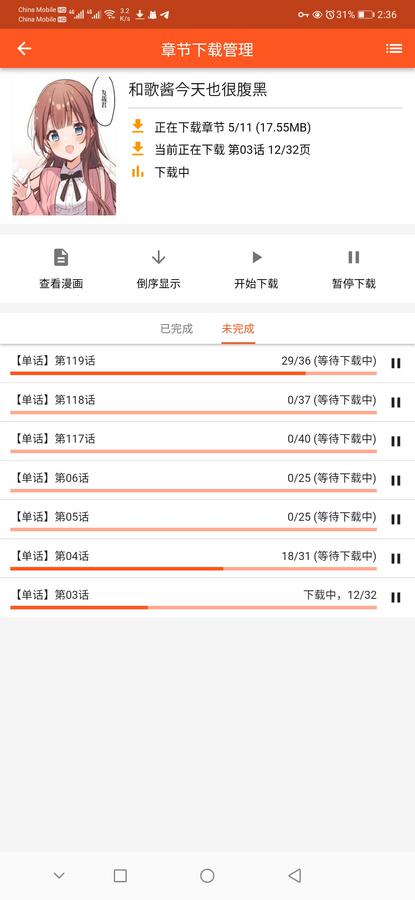 China Mobile HD 4G 4G 3.2 31% 2:36
China Mobile HD K/s
章节下载管理
和歌酱今天也很腹黑
正在下载章节 5/11 (17.55MB)
当前正在下载 第03话 12/32页
下载中
查看漫画 倒序显示 开始下载 暂停下载
已完成 未完成
【单话】第119话 29/36 (等待下载中)
【单话】第118话 0/37 (等待下载中)
【单话】第117话 0/40 (等待下载中)
【单话】第06话 0/25 (等待下载中)
【单话】第05话 0/25 (等待下载中)
【单话】第04话 18/31 (等待下载中)
【单话】第03话 下载中，12/32